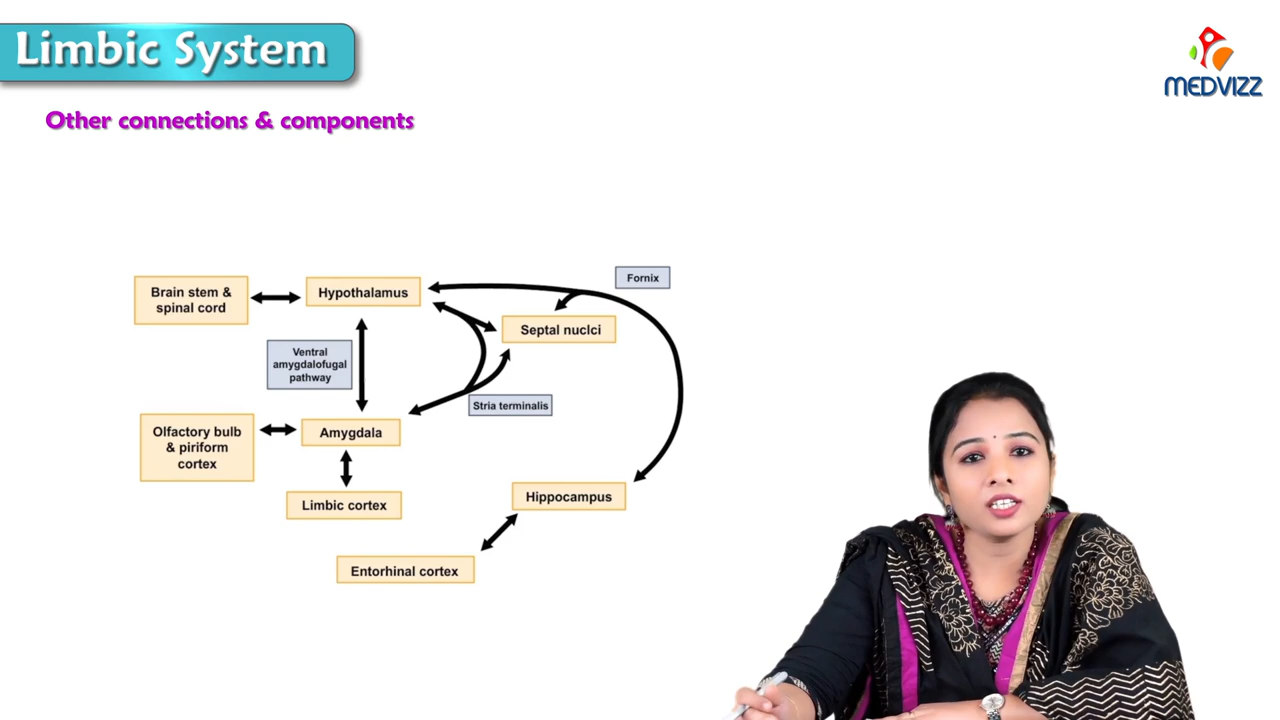 Limbic System
MEDVIZZ
Other connections & components
Fornix
Brain stem &
spinal cord
Hypothalamus
Septal nuclci
Ventral
amygdalofugal
pathway
Stria terminalis
Olfactory bulb
& piriform
cortex
Amygdala
Hippocampus
Limbic cortex
Entorhinal cortex